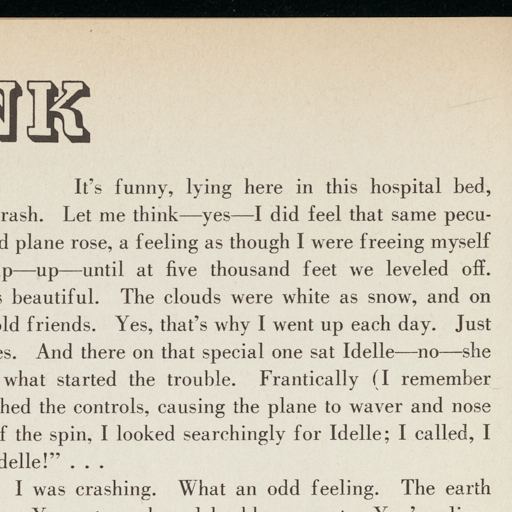 NK
It's funny, lying here in this hospital bed,
rash. Let me think—yes—I did feel that same pecu-
d plane rose, a feeling as though I were freeing myself
p—up—until at five thousand feet we leveled off.
s beautiful. The clouds were white as snow, and on
old friends. Yes, that's why I went up each day. Just
es. And there on that special one sat Idelle—no—she
what started the trouble. Frantically (I remember
hed the controls, causing the plane to waver and nose
f the spin, I looked searchingly for Idelle; I called, I
delle!" . . .
I was crashing. What an odd feeling. The earth